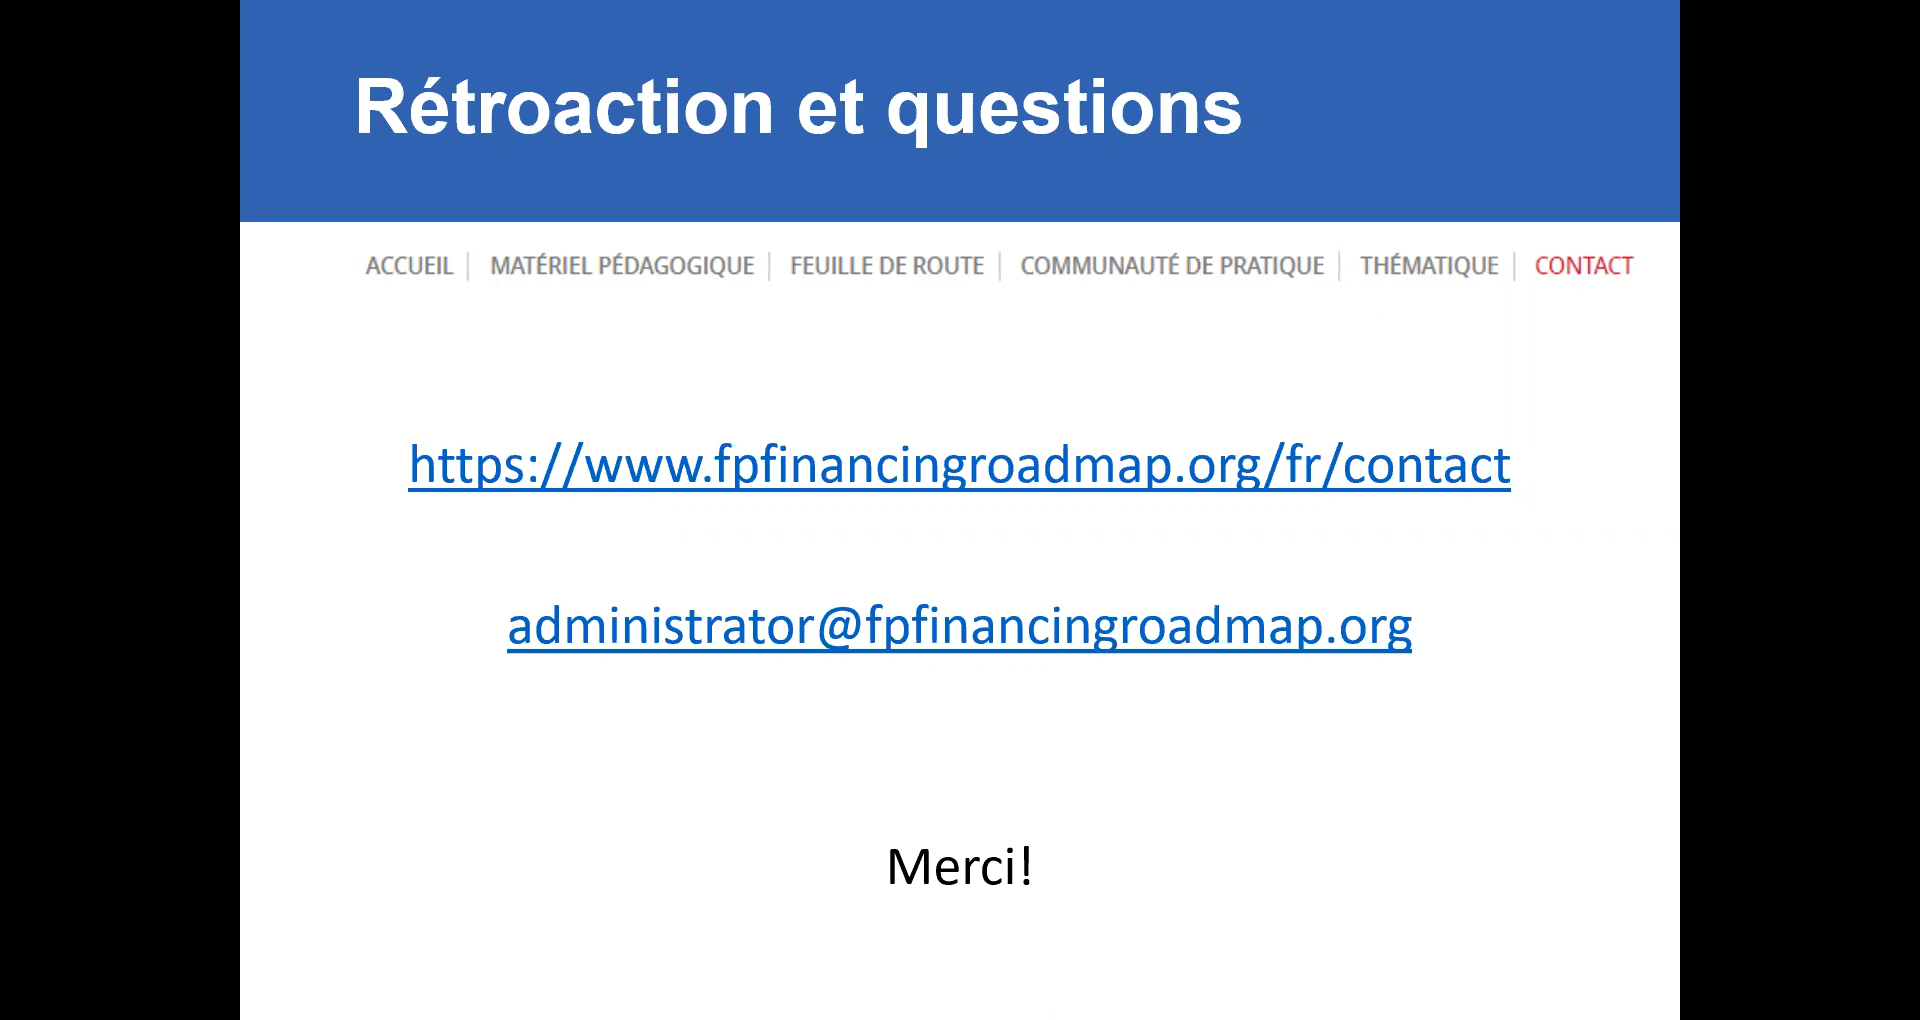 Rétroaction et questions
ACCUEIL | MATÉRIEL PÉDAGOGIQUE | FEUILLE DE ROUTE | COMMUNAUTÉ DE PRATIQUE | THÉMATIQUE | CONTACT
https://www.fpfinancingroadmap.org/fr/contact
administrator@fpfinancingroadmap.org
Merci!